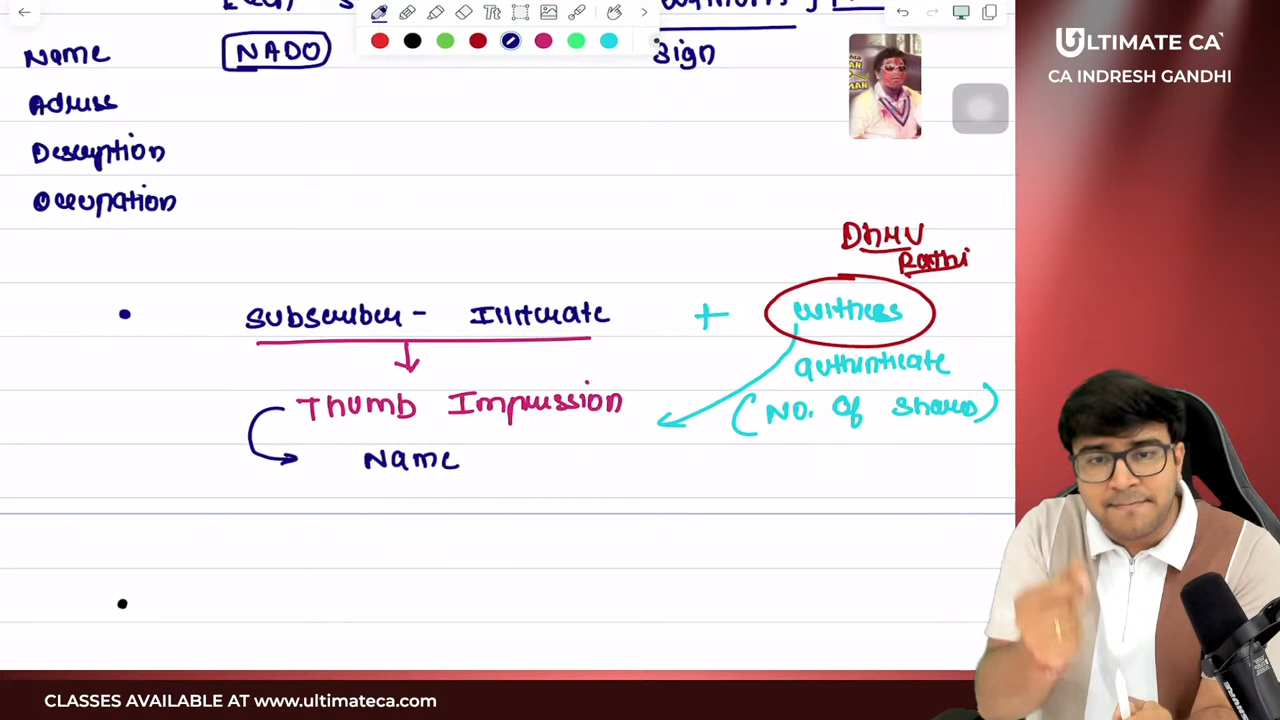 Name
NADO
Sign
Adress
Description
Occupation
Dhruv
Rathi
• Subscriber - Illiterate + witness
authenticate
Thumb Impression
(No. of shares)
Name
•
ULTIMATE CA
CA INDRESH GANDHI
CLASSES AVAILABLE AT www.ultimateca.com